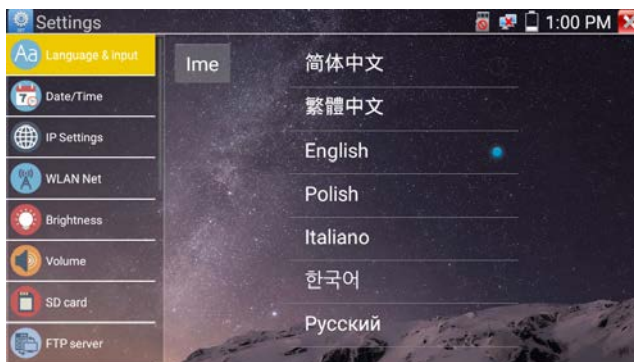 Settings
1:00 PM
Language & input
Date/Time
IP Settings
WLAN Net
Brightness
Volume
SD card
FTP server
Ime
简体中文
繁體中文
English
Polish
Italiano
한국어
Русский